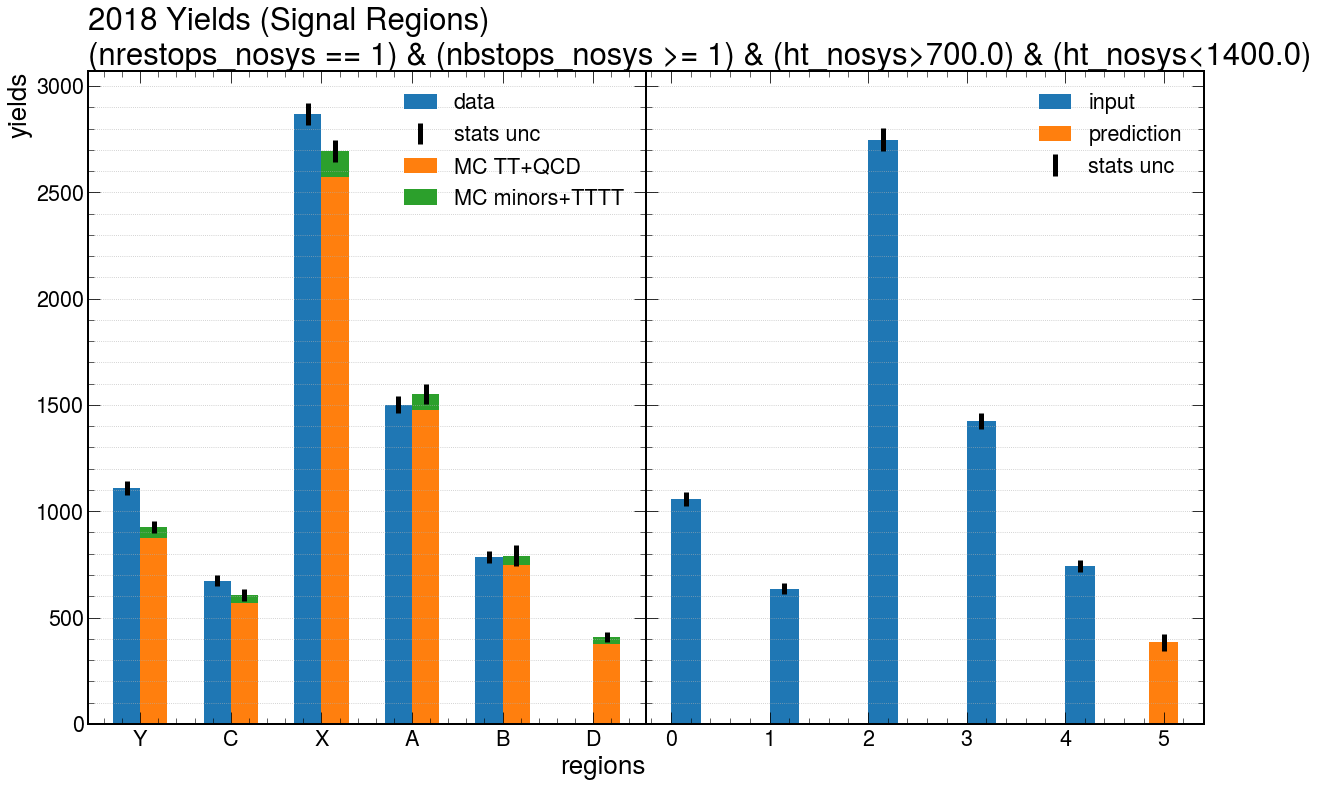 2018 Yields (Signal Regions)
(nrestops_nosys == 1) & (nbstops_nosys >= 1) & (ht_nosys>700.0) & (ht_nosys<1400.0)
yields
3000
2500
2000
1500
1000
500
0
data
stats unc
MC TT+QCD
MC minors+TTTT
input
prediction
stats unc
Y C X A B D
0 1 2 3 4 5
regions